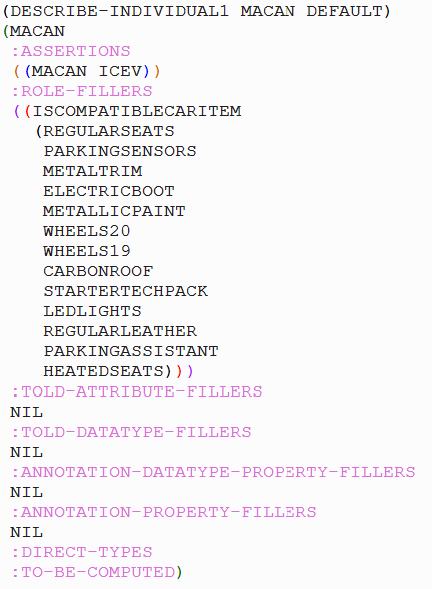 (DESCRIBE-INDIVIDUAL1 MACAN DEFAULT)
(MACAN
:ASSERTIONS
((MACAN ICEV))
:ROLE-FILLERS
((ISCOMPATIBLECARITEM
(REGULARSEATS
PARKINGSENSORS
METALTRIM
ELECTRICBOOT
METALLICPAINT
WHEELS20
WHEELS19
CARBONROOF
STARTERTECHPACK
LEDLIGHTS
REGULARLEATHER
PARKINGASSISTANT
HEATEDSEATS)))
:TOLD-ATTRIBUTE-FILLERS
NIL
:TOLD-DATATYPE-FILLERS
NIL
:ANNOTATION-DATATYPE-PROPERTY-FILLERS
NIL
:ANNOTATION-PROPERTY-FILLERS
NIL
:DIRECT-TYPES
:TO-BE-COMPUTED)